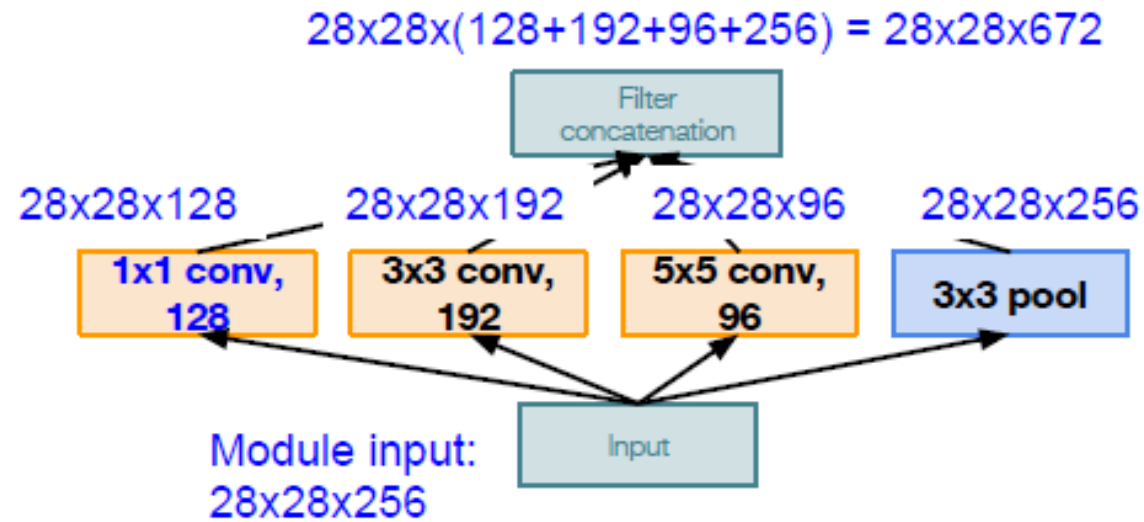 28x28x(128+192+96+256) = 28x28x672
Filter
concatenation
28x28x128
28x28x192
28x28x96
28x28x256
1x1 conv,
128
3x3 conv,
192
5x5 conv,
96
3x3 pool
Input
Module input:
28x28x256